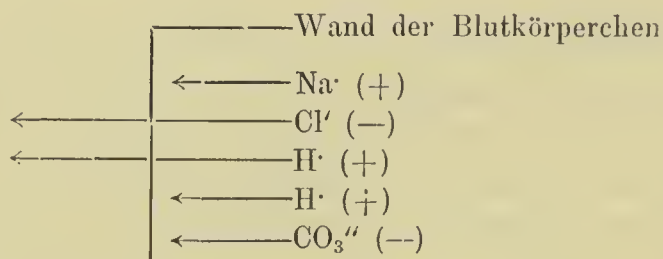 Wand der Blutkörperchen
Na· (+)
Cl′ (—)
H· (+)
H· (+)
CO₃″ (—)